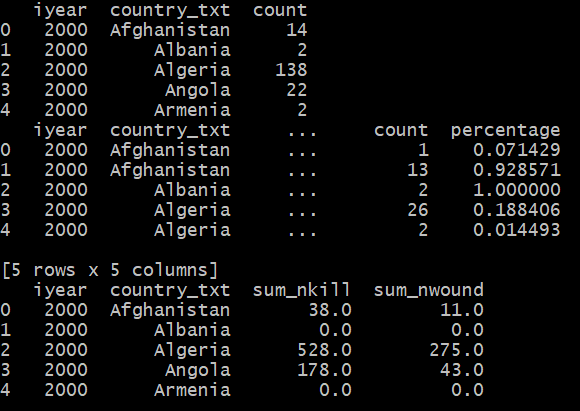 iyear  country_txt  count
0   2000  Afghanistan     14
1   2000      Albania      2
2   2000      Algeria    138
3   2000       Angola     22
4   2000      Armenia      2
   iyear  country_txt     ...      count  percentage
0   2000  Afghanistan     ...          1    0.071429
1   2000  Afghanistan     ...         13    0.928571
2   2000      Albania     ...          2    1.000000
3   2000      Algeria     ...         26    0.188406
4   2000      Algeria     ...          2    0.014493
[5 rows x 5 columns]
   iyear  country_txt  sum_nkill  sum_nwound
0   2000  Afghanistan       38.0        11.0
1   2000      Albania        0.0         0.0
2   2000      Algeria      528.0       275.0
3   2000       Angola      178.0        43.0
4   2000      Armenia        0.0         0.0